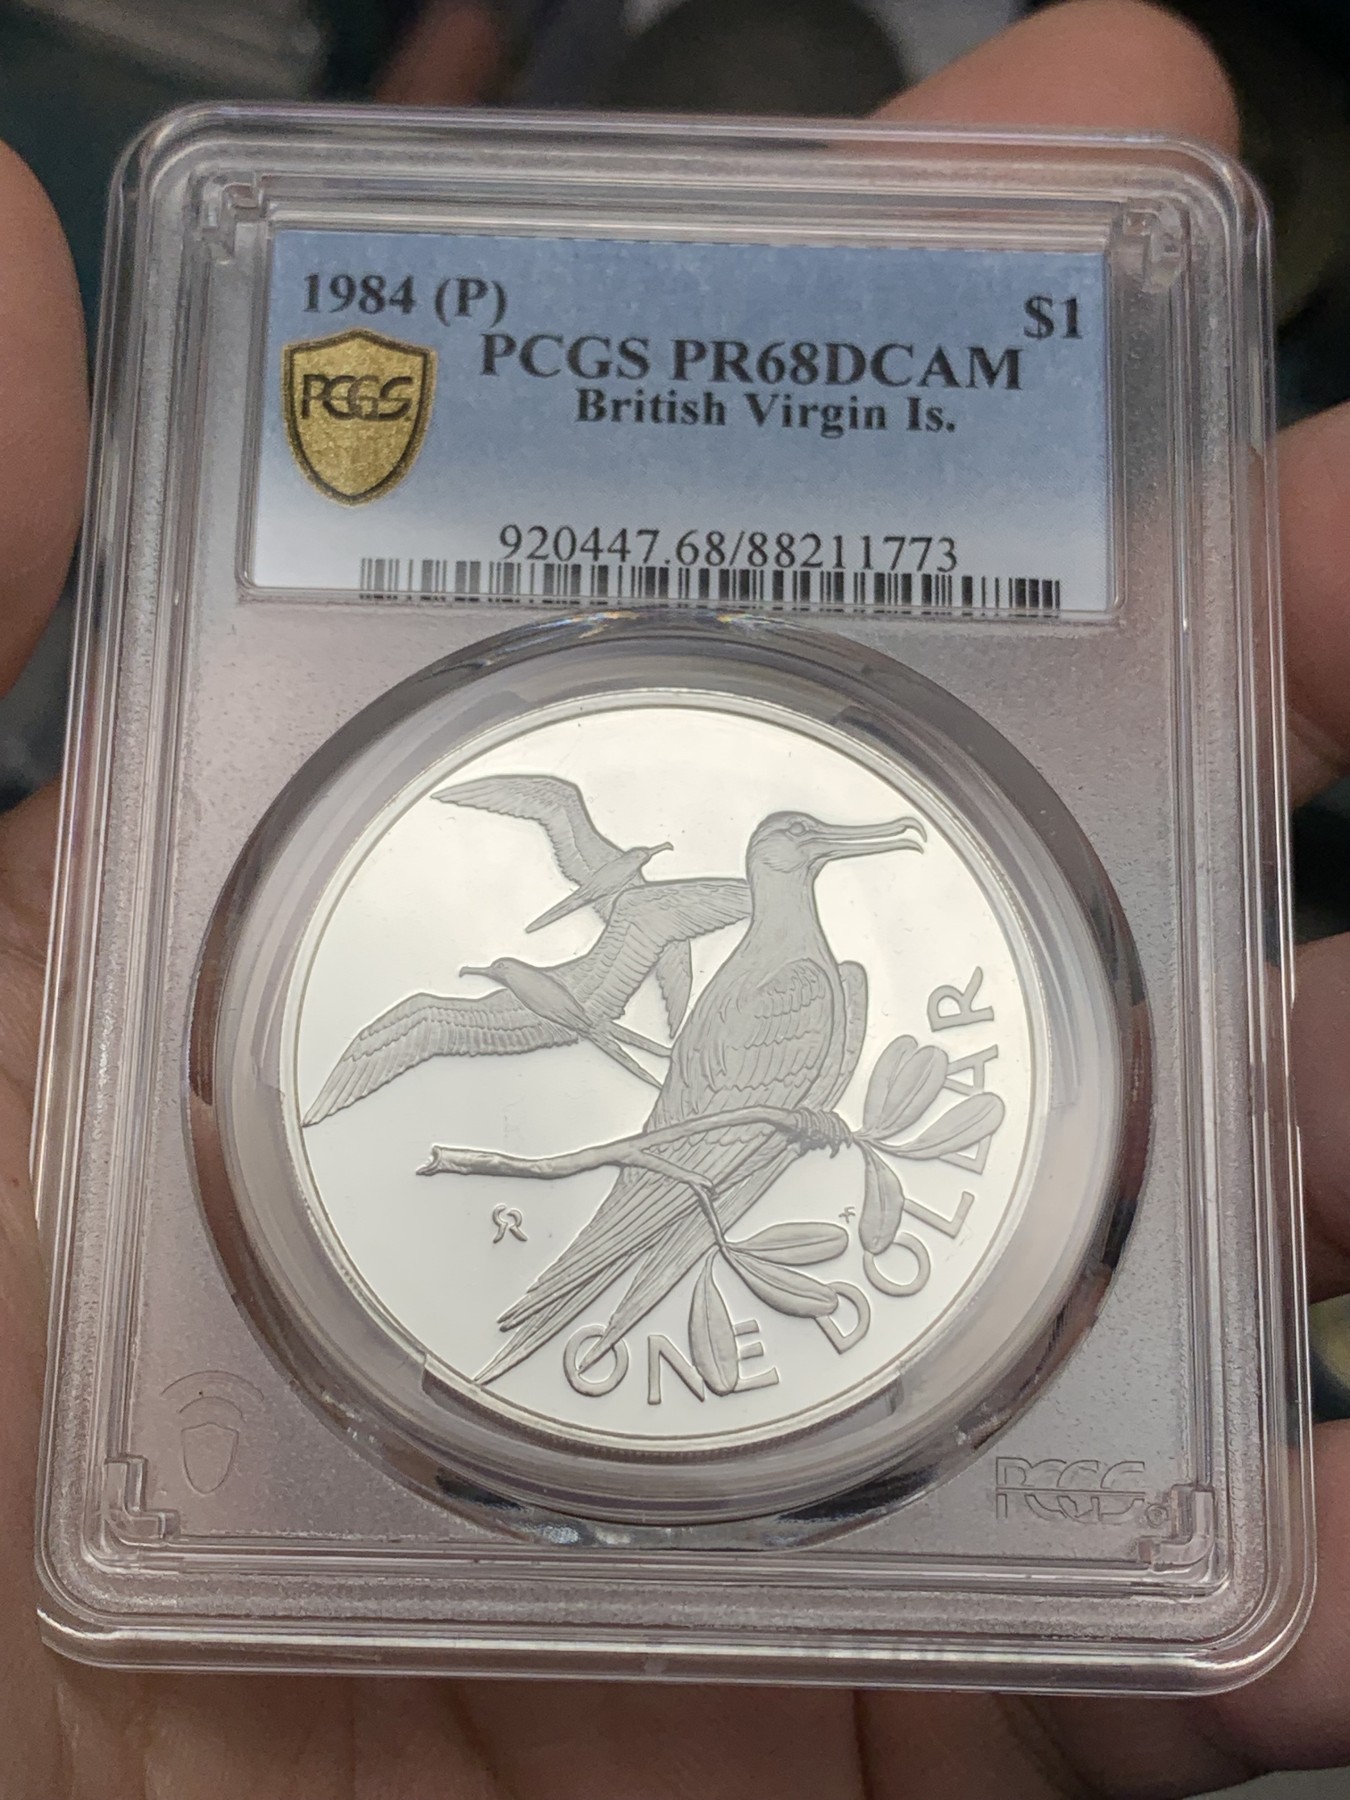 1984 (P)
$1
PCGS PR68DCAM
British Virgin Is.
PCGS
920447.68/88211773
ONE DOLLAR
PCGS